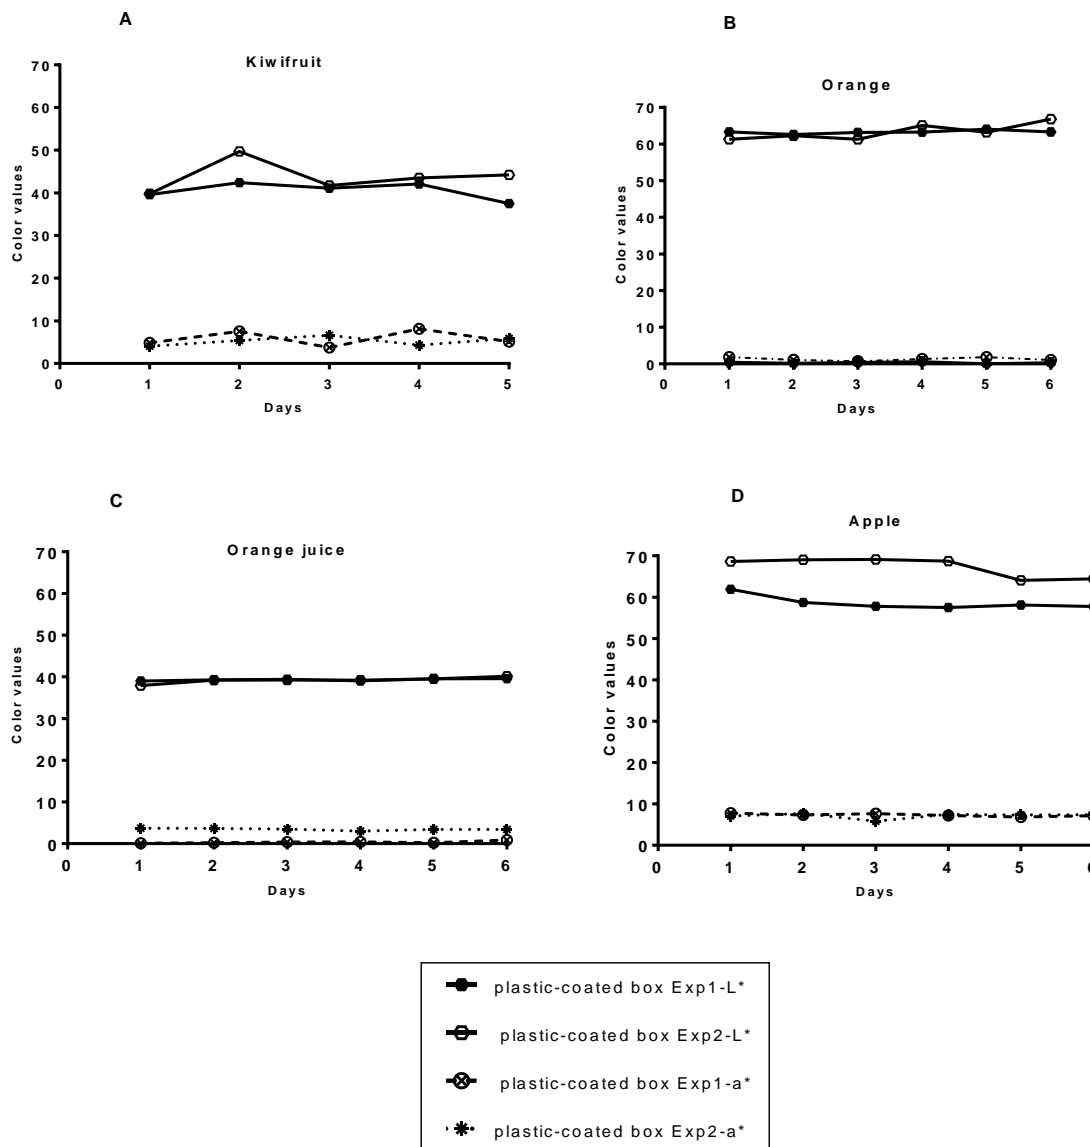 A
Kiwifruit
70
60
50
40
30
20
10
0
0 1 2 3 4 5
Color values
Days
B
Orange
70
60
50
40
30
20
10
0
0 1 2 3 4 5 6
Color values
Days
C
Orange juice
70
60
50
40
30
20
10
0
0 1 2 3 4 5 6
Color values
Days
D
Apple
70
60
50
40
30
20
10
0
0 1 2 3 4 5 6
Color values
Days
plastic-coated box Exp1-L*
plastic-coated box Exp2-L*
plastic-coated box Exp1-a*
plastic-coated box Exp2-a*